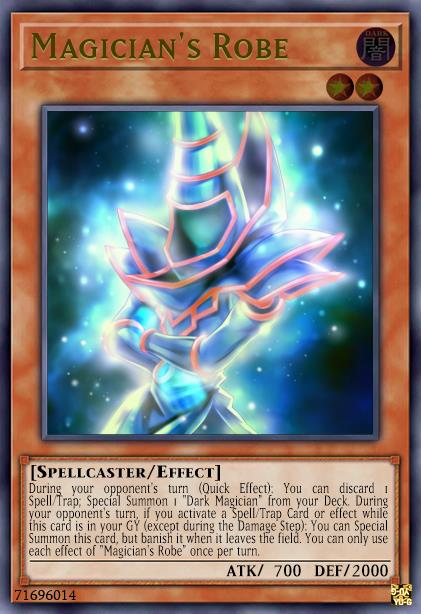 Magician's Robe
DARK
闇
[Spellcaster/Effect]
During your opponent's turn (Quick Effect): You can discard 1
Spell/Trap; Special Summon 1 "Dark Magician" from your Deck. During
your opponent's turn, if you activate a Spell/Trap Card or effect while
this card is in your GY (except during the Damage Step): You can Special
Summon this card, but banish it when it leaves the field. You can only use
each effect of "Magician's Robe" once per turn.
ATK/ 700 DEF/2000
71696014